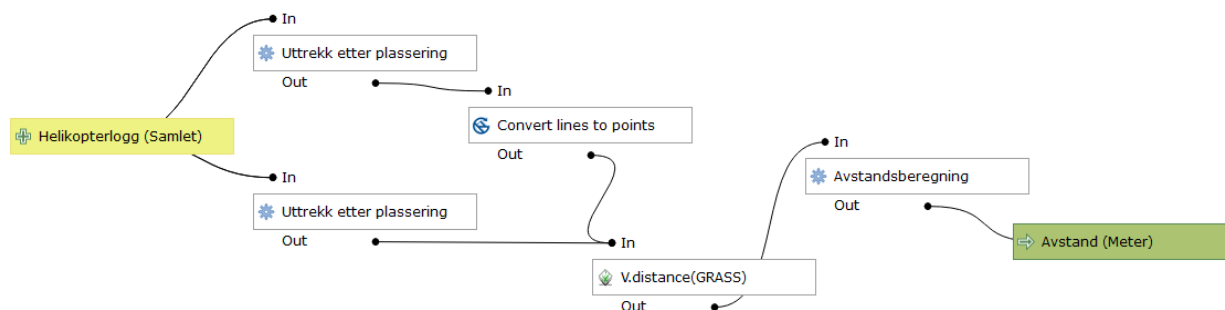 In
Uttrekk etter plassering
Out
In
Helikopterlogg (Samlet)
Convert lines to points
Out
In
Uttrekk etter plassering
Out
In
V.distance(GRASS)
Out
In
Avstandsberegning
Out
Avstand (Meter)